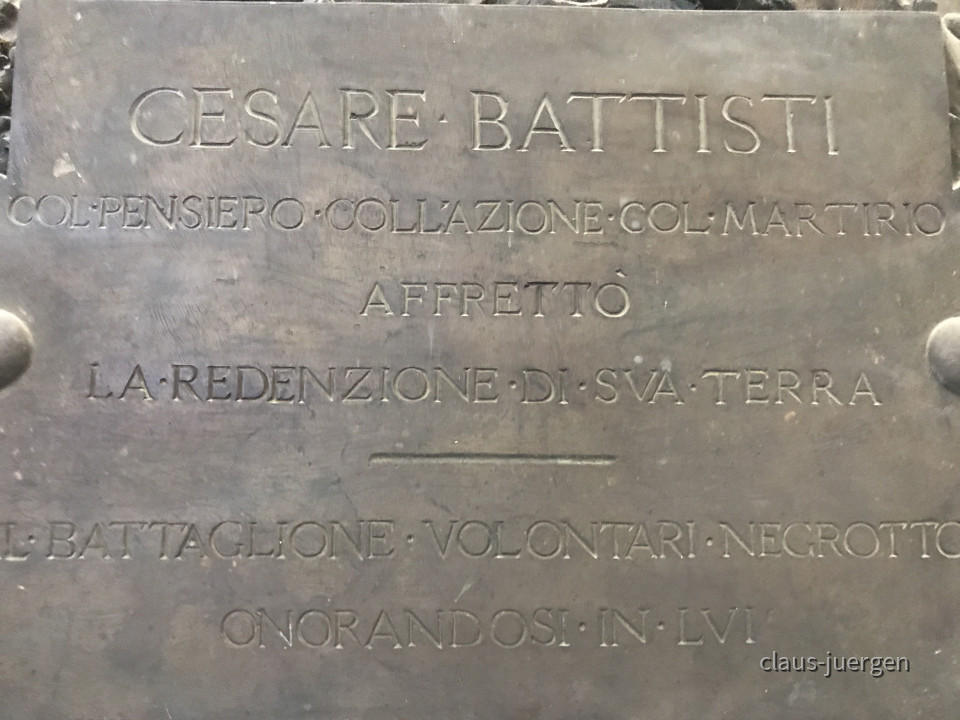 CESARE·BATTISTI
COL·PENSIERO·COLL'AZIONE·COL·MARTIRIO
AFFRETTÒ
LA·REDENZIONE·DI·SVA·TERRA
IL·BATTAGLIONE·VOLONTARI·NEGROTTO
ONORANDOSI·IN·LVI
claus-juergen